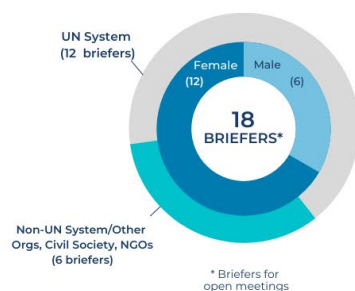 UN System
(12 briefers)
Female
(12)
Male
(6)
18
BRIEFERS*
Non-UN System/Other
Orgs, Civil Society, NGOs
(6 briefers)
* Briefers for
open meetings